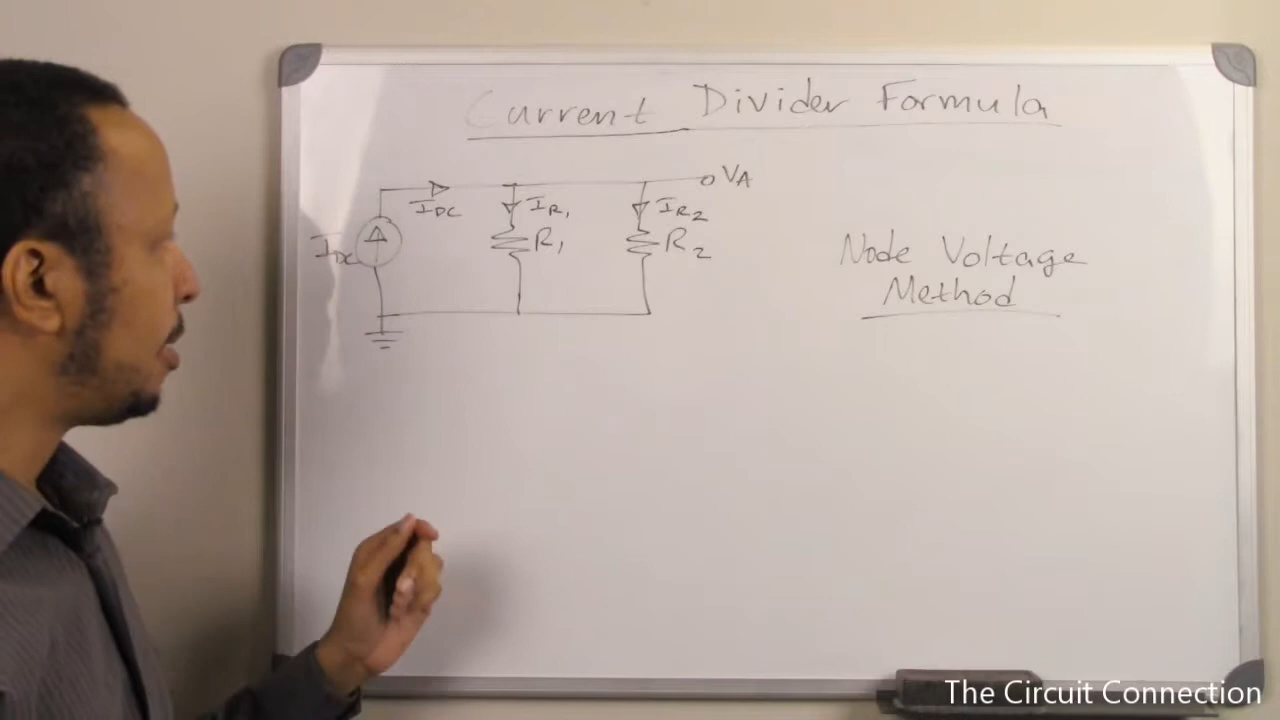 Current Divider Formula
VA
IDC
IR1
IR2
IDC
R1
R2
Node Voltage
Method
The Circuit Connection